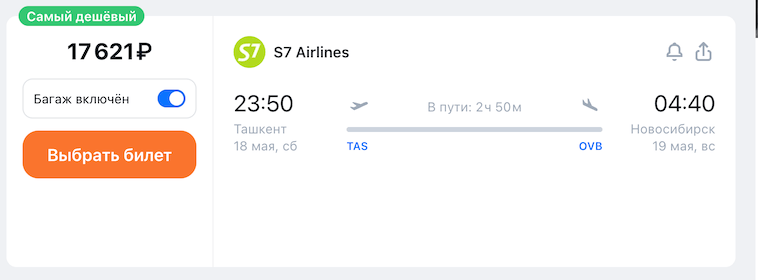 Самый дешёвый
17 621 ₽
Багаж включён
Выбрать билет
S7 S7 Airlines
23:50
В пути: 2ч 50м
04:40
Ташкент
Новосибирск
18 мая, сб
TAS
OVB
19 мая, вс